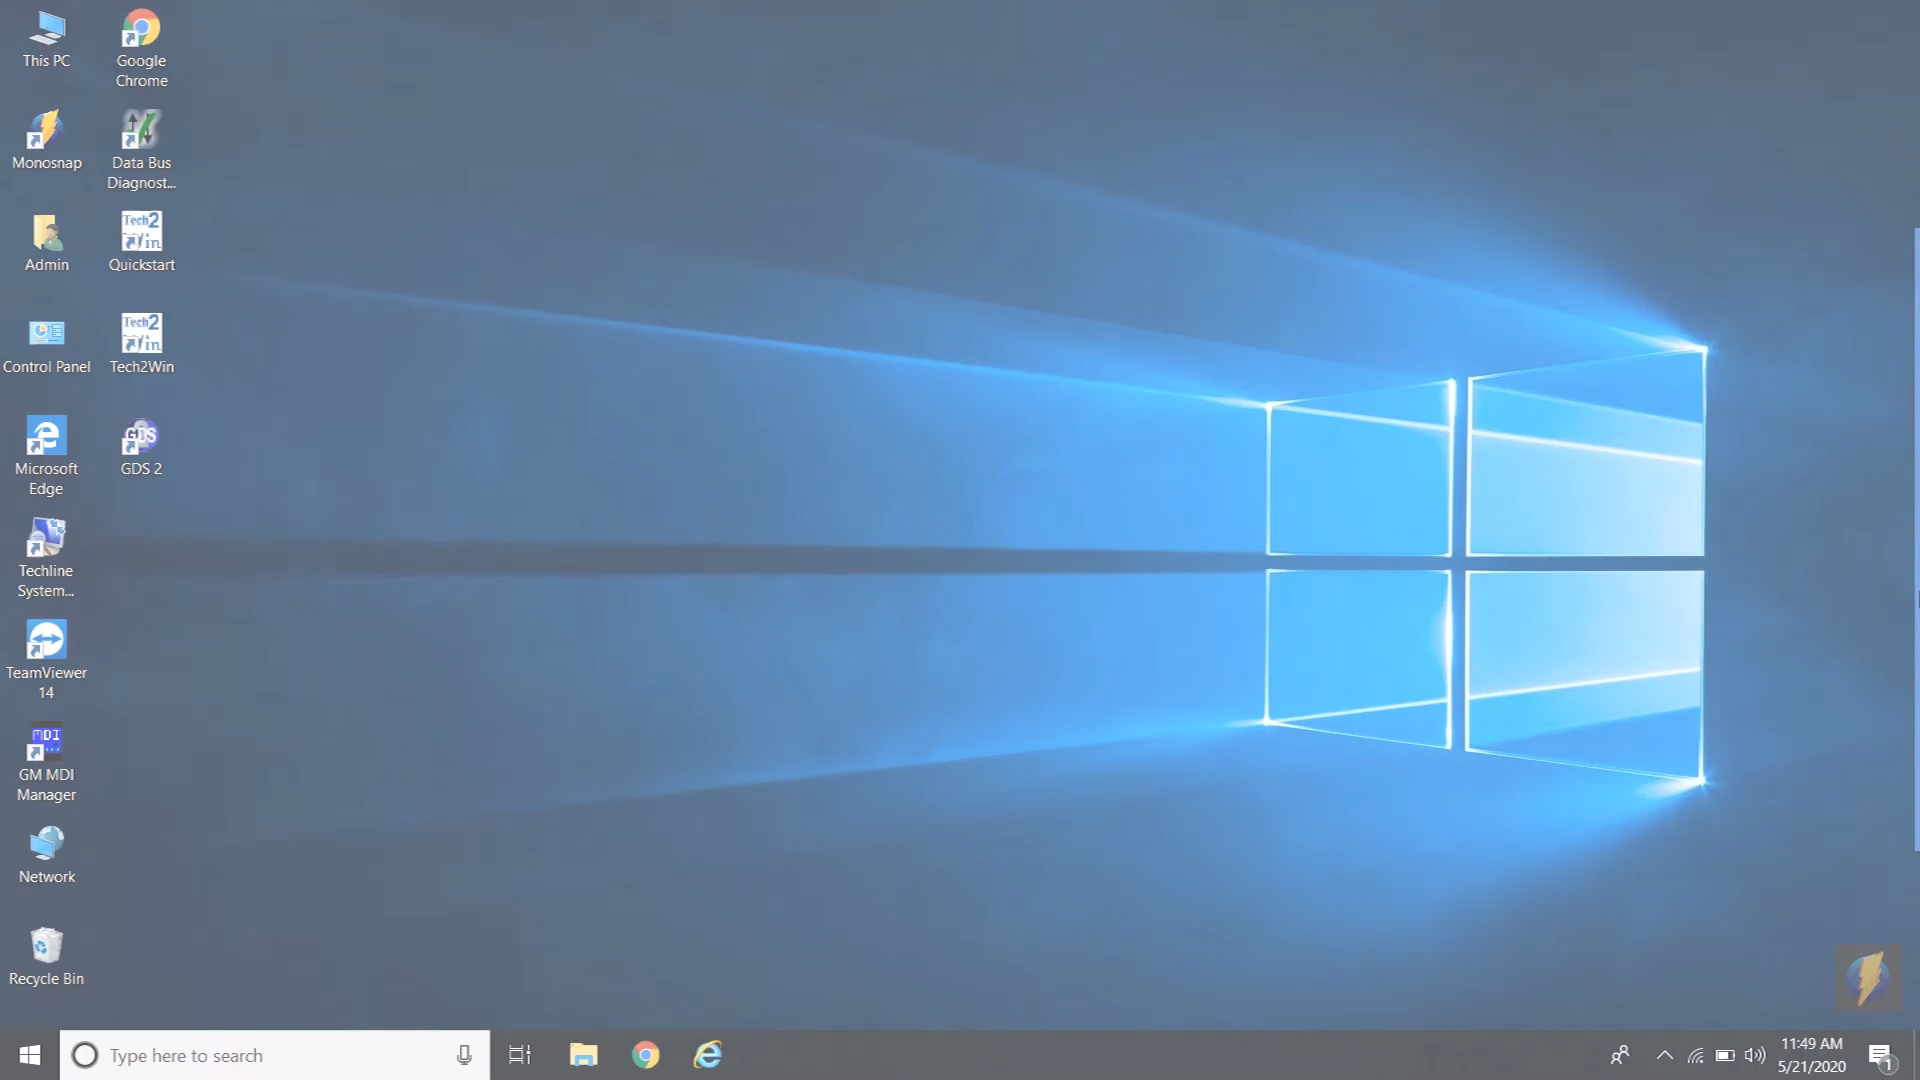 This PC
Google
Chrome
Monosnap
Data Bus
Diagnost...
Admin
Tech2
Win
Quickstart
Control Panel
Tech2
Win
Tech2Win
Microsoft
Edge
GDS
GDS 2
Techline
System...
TeamViewer
14
MDI
GM MDI
Manager
Network
Recycle Bin
Type here to search
11:49 AM
5/21/2020
1